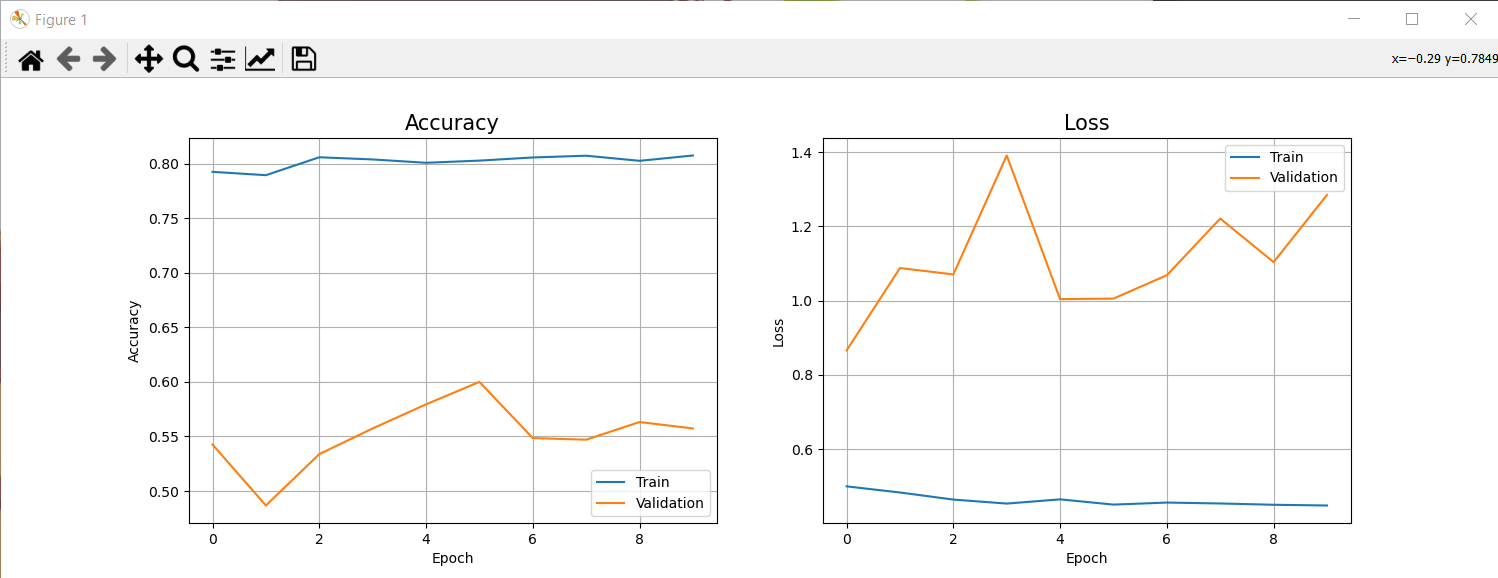 Figure 1
x=−0.29 y=0.7849
Accuracy
0.80
0.75
0.70
0.65
0.60
0.55
0.50
Accuracy
Train
Validation
0 2 4 6 8
Epoch
Loss
1.4
1.2
1.0
0.8
0.6
Loss
Train
Validation
0 2 4 6 8
Epoch